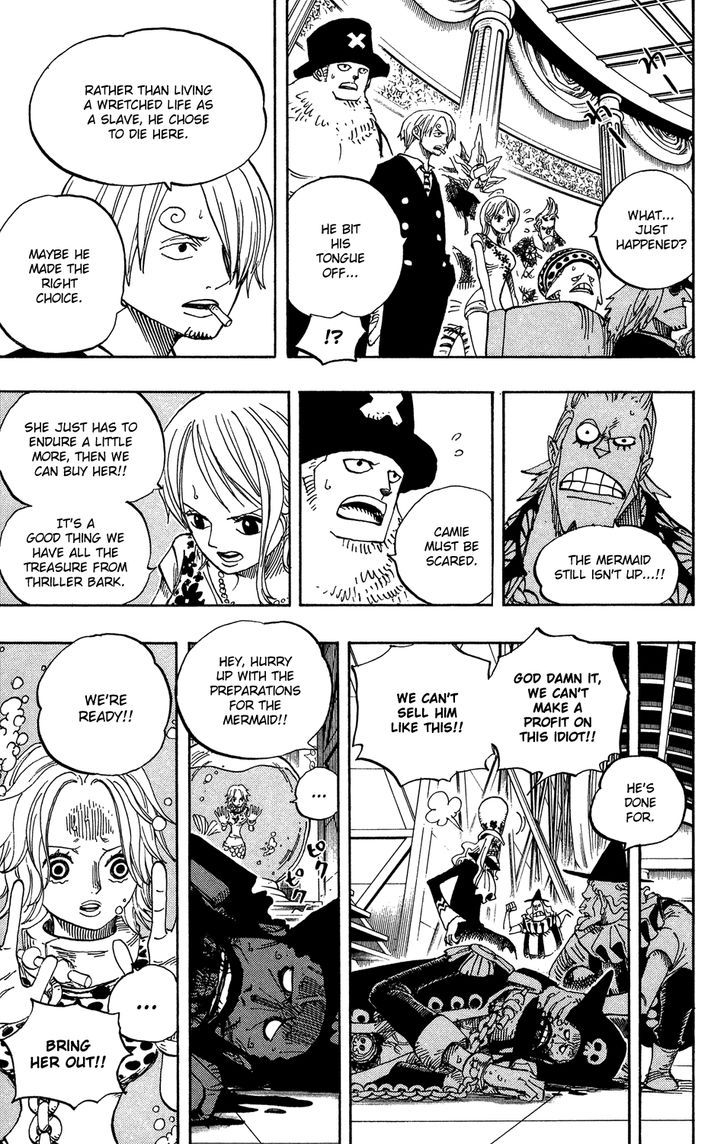 WHAT...
JUST
HAPPENED?
HE BIT
HIS
TONGUE
OFF...
!?
RATHER THAN LIVING
A WRETCHED LIFE AS
A SLAVE, HE CHOSE
TO DIE HERE.
MAYBE HE
MADE THE
RIGHT
CHOICE.
THE MERMAID
STILL ISN'T UP...!!
CAMIE
MUST BE
SCARED.
SHE JUST HAS TO
ENDURE A LITTLE
MORE, THEN WE
CAN BUY HER!!
IT'S A
GOOD THING WE
HAVE ALL THE
TREASURE FROM
THRILLER BARK.
HE'S
DONE
FOR.
GOD DAMN IT,
WE CAN'T
MAKE A
PROFIT ON
THIS IDIOT!!
WE CAN'T
SELL HIM
LIKE THIS!!
HEY, HURRY
UP WITH THE
PREPARATIONS
FOR THE
MERMAID!!
...
ピク
WE'RE
READY!!
...
BRING
HER OUT!!